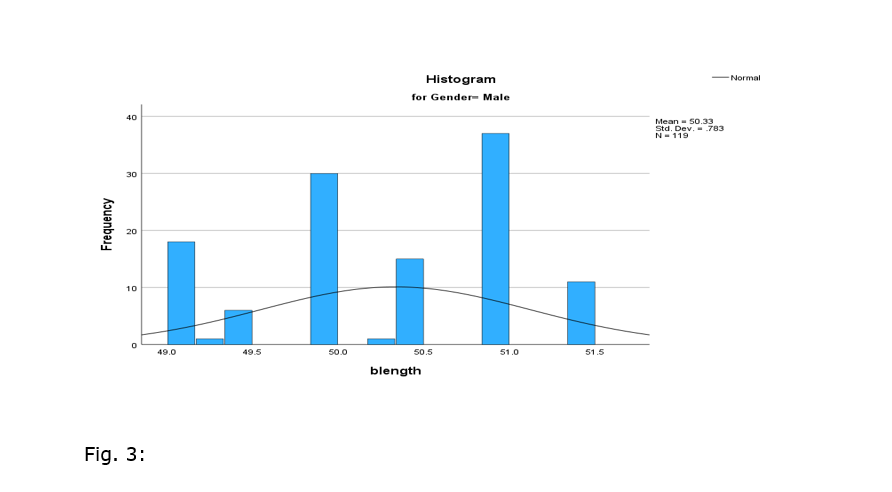 Histogram
for Gender= Male
Normal
Mean = 50.33
Std. Dev. = .783
N = 119
Frequency
40
30
20
10
0
49.0 49.5 50.0 50.5 51.0 51.5
blength
Fig. 3: